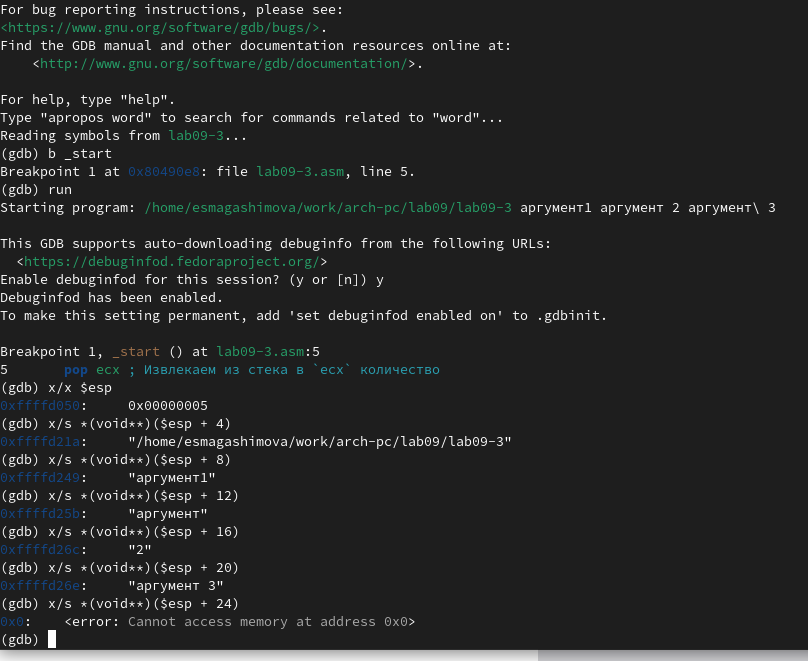 For bug reporting instructions, please see:
<https://www.gnu.org/software/gdb/bugs/>.
Find the GDB manual and other documentation resources online at:
    <http://www.gnu.org/software/gdb/documentation/>.

For help, type "help".
Type "apropos word" to search for commands related to "word"...
Reading symbols from lab09-3...
(gdb) b _start
Breakpoint 1 at 0x80490e8: file lab09-3.asm, line 5.
(gdb) run
Starting program: /home/esmagashimova/work/arch-pc/lab09/lab09-3 аргумент1 аргумент 2 аргумент\ 3

This GDB supports auto-downloading debuginfo from the following URLs:
  <https://debuginfod.fedoraproject.org/>
Enable debuginfod for this session? (y or [n]) y
Debuginfod has been enabled.
To make this setting permanent, add 'set debuginfod enabled on' to .gdbinit.

Breakpoint 1, _start () at lab09-3.asm:5
5       pop ecx ; Извлекаем из стека в `ecx` количество
(gdb) x/x $esp
0xffffd050:     0x00000005
(gdb) x/s *(void**)($esp + 4)
0xffffd21a:     "/home/esmagashimova/work/arch-pc/lab09/lab09-3"
(gdb) x/s *(void**)($esp + 8)
0xffffd249:     "аргумент1"
(gdb) x/s *(void**)($esp + 12)
0xffffd25b:     "аргумент"
(gdb) x/s *(void**)($esp + 16)
0xffffd26c:     "2"
(gdb) x/s *(void**)($esp + 20)
0xffffd26e:     "аргумент 3"
(gdb) x/s *(void**)($esp + 24)
0x0:    <error: Cannot access memory at address 0x0>
(gdb)